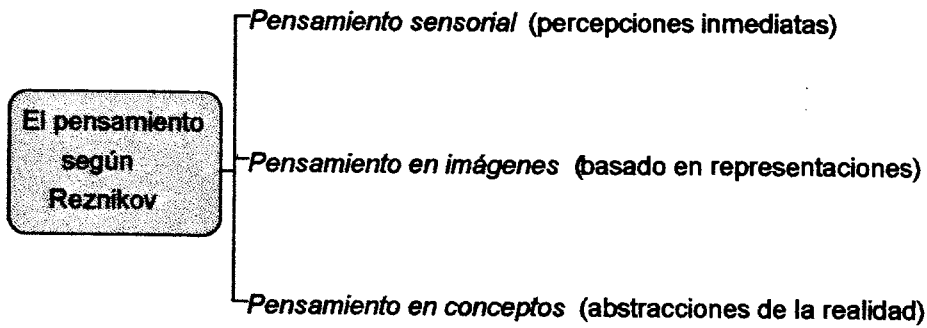 Pensamiento sensorial (percepciones inmediatas)
El pensamiento
según
Reznikov
Pensamiento en imágenes (basado en representaciones)
Pensamiento en conceptos (abstracciones de la realidad)